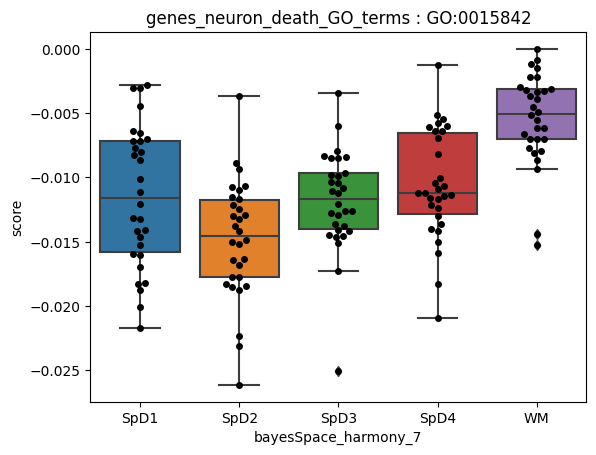 genes_neuron_death_GO_terms : GO:0015842
0.000
−0.005
−0.010
−0.015
−0.020
−0.025
score
SpD1 SpD2 SpD3 SpD4 WM
bayesSpace_harmony_7